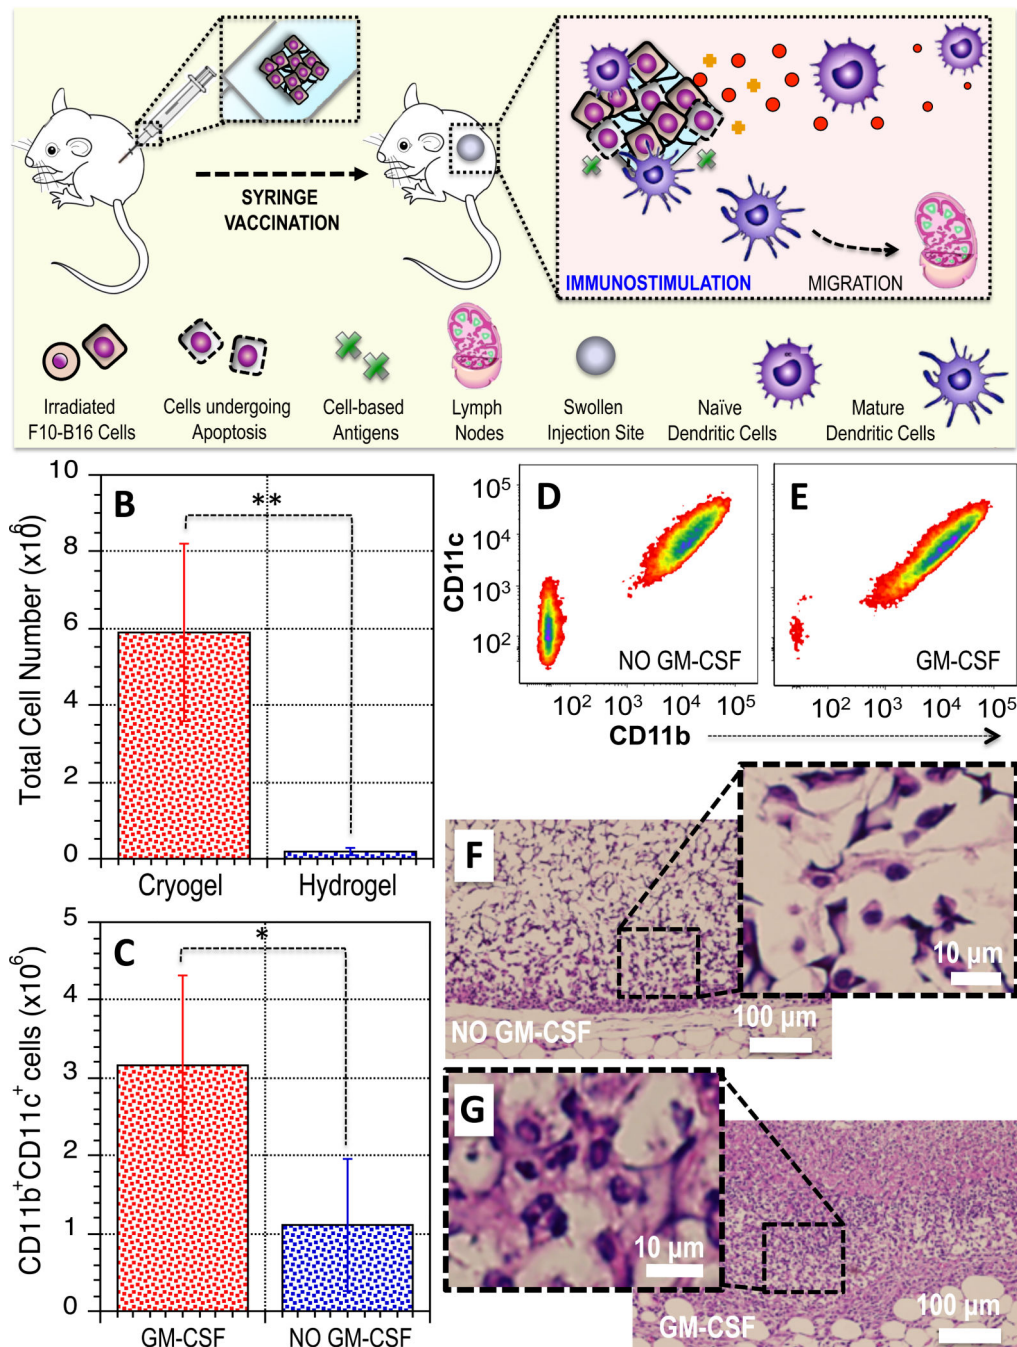 SYRINGE
VACCINATION
IMMUNOSTIMULATION
MIGRATION
Irradiated
F10-B16 Cells
Cells undergoing
Apoptosis
Cell-based
Antigens
Lymph
Nodes
Swollen
Injection Site
Naïve
Dendritic Cells
Mature
Dendritic Cells
B
Total Cell Number (x10⁶)
10
8
6
4
2
0
**
Cryogel
Hydrogel
C
CD11b⁺CD11c⁺ cells (x10⁶)
5
4
3
2
1
0
*
GM-CSF
NO GM-CSF
D
CD11c
10⁵
10⁴
10³
10²
NO GM-CSF
10² 10³ 10⁴ 10⁵
E
GM-CSF
10² 10³ 10⁴ 10⁵
CD11b
F
10 µm
NO GM-CSF
100 µm
G
10 µm
GM-CSF
100 µm